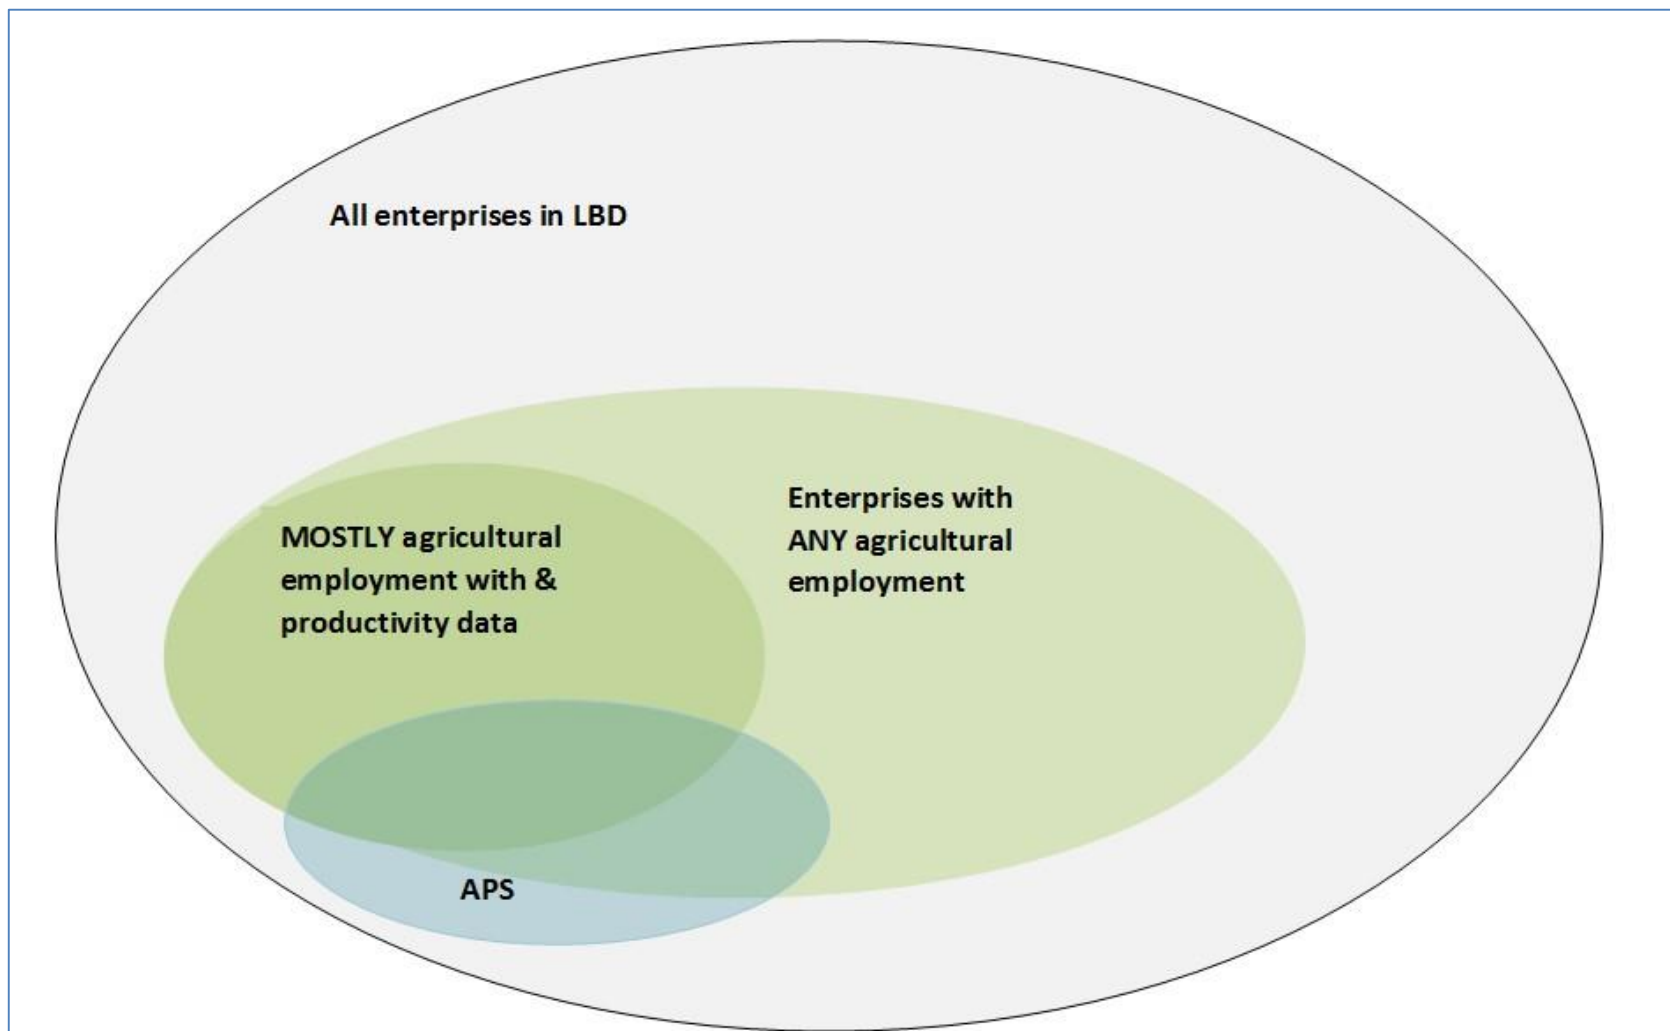 All enterprises in LBD
Enterprises with
ANY agricultural
employment
MOSTLY agricultural
employment with &
productivity data
APS